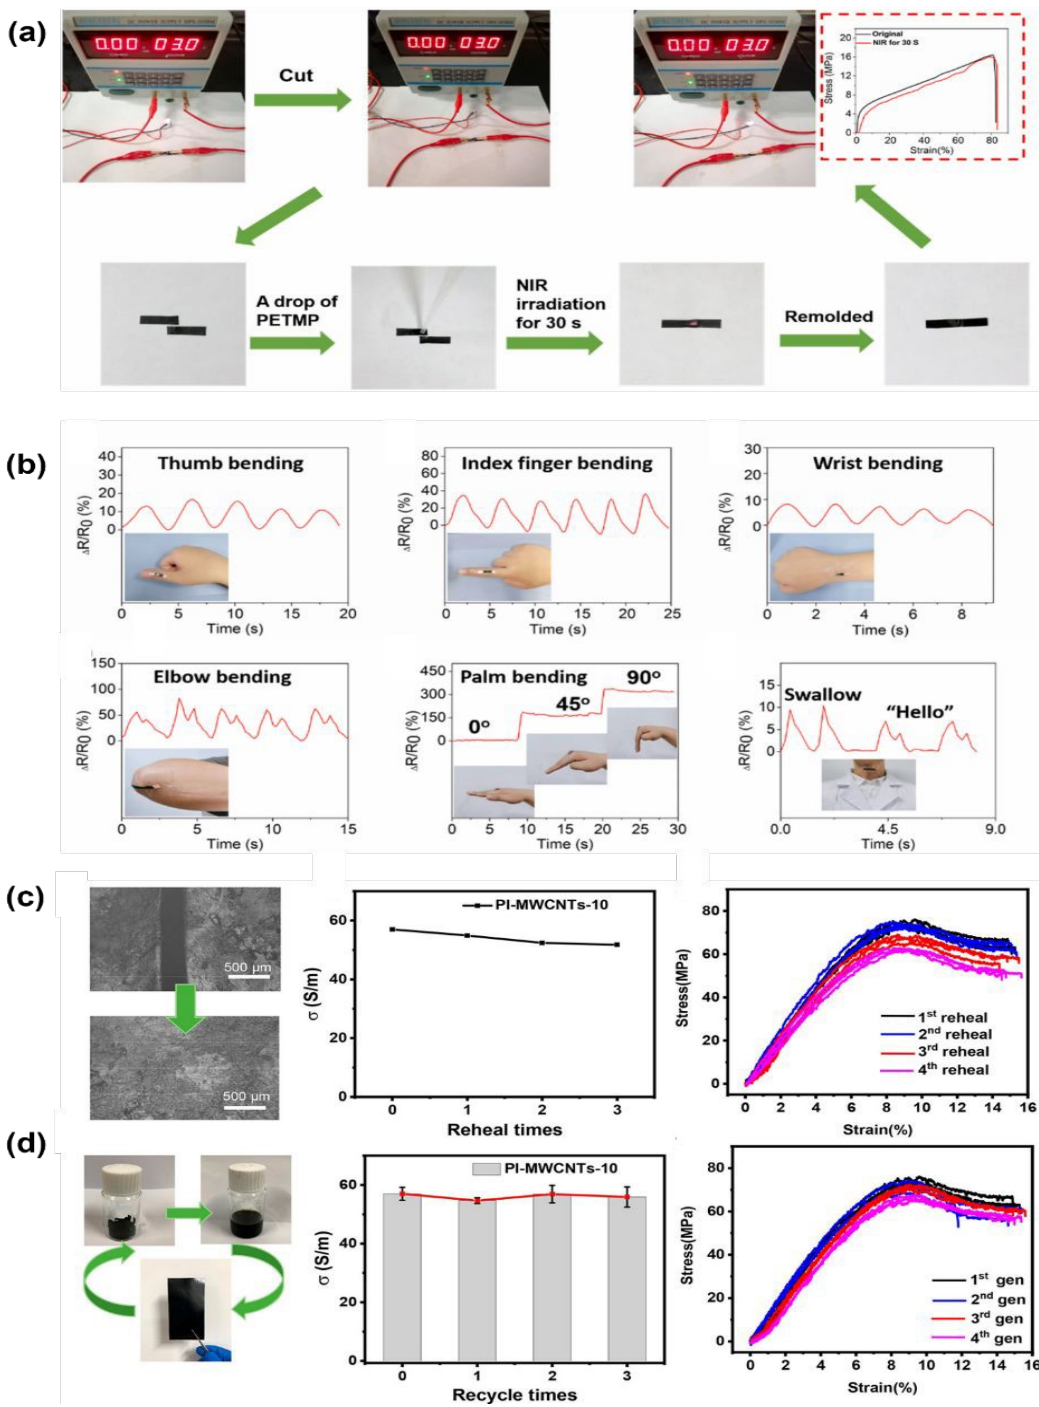 (a)
0.00 03.0
0.00 03.0
0.00 03.0
Cut
Original
NIR for 30 S
Stress (MPa)
20
16
12
8
4
0
0 20 40 60 80
Strain(%)
A drop of
PETMP
NIR
irradiation
for 30 s
Remolded
(b)
Thumb bending
ΔR/R0 (%)
40
30
20
10
0
0 5 10 15 20
Time (s)
Index finger bending
ΔR/R0 (%)
80
60
40
20
0
0 5 10 15 20 25
Time (s)
Wrist bending
ΔR/R0 (%)
30
20
10
0
0 2 4 6 8
Time (s)
Elbow bending
ΔR/R0 (%)
150
100
50
0
0 5 10 15
Time (s)
Palm bending
0°
45°
90°
ΔR/R0 (%)
450
300
150
0
0 5 10 15 20 25 30
Time (s)
Swallow
“Hello”
ΔR/R0 (%)
15
10
5
0
0.0 4.5 9.0
Time (s)
(c)
500 μm
500 μm
PI-MWCNTs-10
σ (S/m)
60
40
20
0
0 1 2 3
Reheal times
Stress(MPa)
80
60
40
20
0
1st reheal
2nd reheal
3rd reheal
4th reheal
0 2 4 6 8 10 12 14 16
Strain(%)
(d)
PI-MWCNTs-10
σ (S/m)
60
40
20
0
0 1 2 3
Recycle times
Stress(MPa)
80
60
40
20
0
1st gen
2nd gen
3rd gen
4th gen
0 2 4 6 8 10 12 14 16
Strain(%)